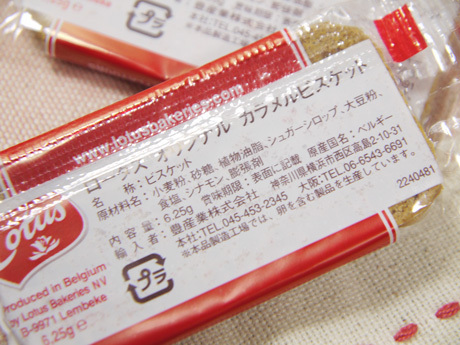 www.lotusbakeries.com
ロータス オリジナル カラメルビスケット
名　称：ビスケット
原材料名：小麦粉、砂糖、植物油脂、シュガーシロップ、大豆粉、
食塩、シナモン、膨張剤
内容量：6.25g　賞味期限：表面に記載　原産国名：ベルギー
輸入者：豊産業株式会社　神奈川県横浜市西区高島2-10-31
本社:TEL.045-453-2345　大阪:TEL.06-6543-6691
※本品製造工場では、卵を含む製品を生産しています。
2240481
プラ
Lotus
Produced in Belgium
by Lotus Bakeries NV
B-9971 Lembeke
6,25g e
プラ